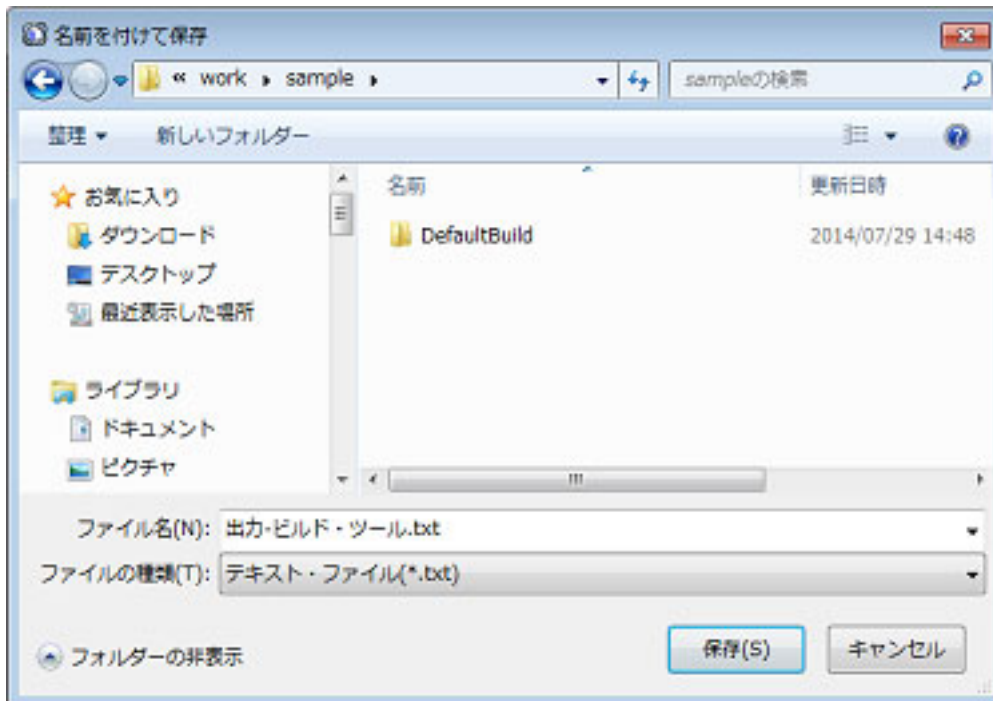 名前を付けて保存
« work ▸ sample ▸
sampleの検索
整理 ▾ 新しいフォルダー
名前 更新日時
お気に入り
ダウンロード
デスクトップ
最近表示した場所
ライブラリ
ドキュメント
ピクチャ
DefaultBuild 2014/07/29 14:48
ファイル名(N): 出力-ビルド・ツール.txt
ファイルの種類(T): テキスト・ファイル(*.txt)
フォルダーの非表示
保存(S) キャンセル